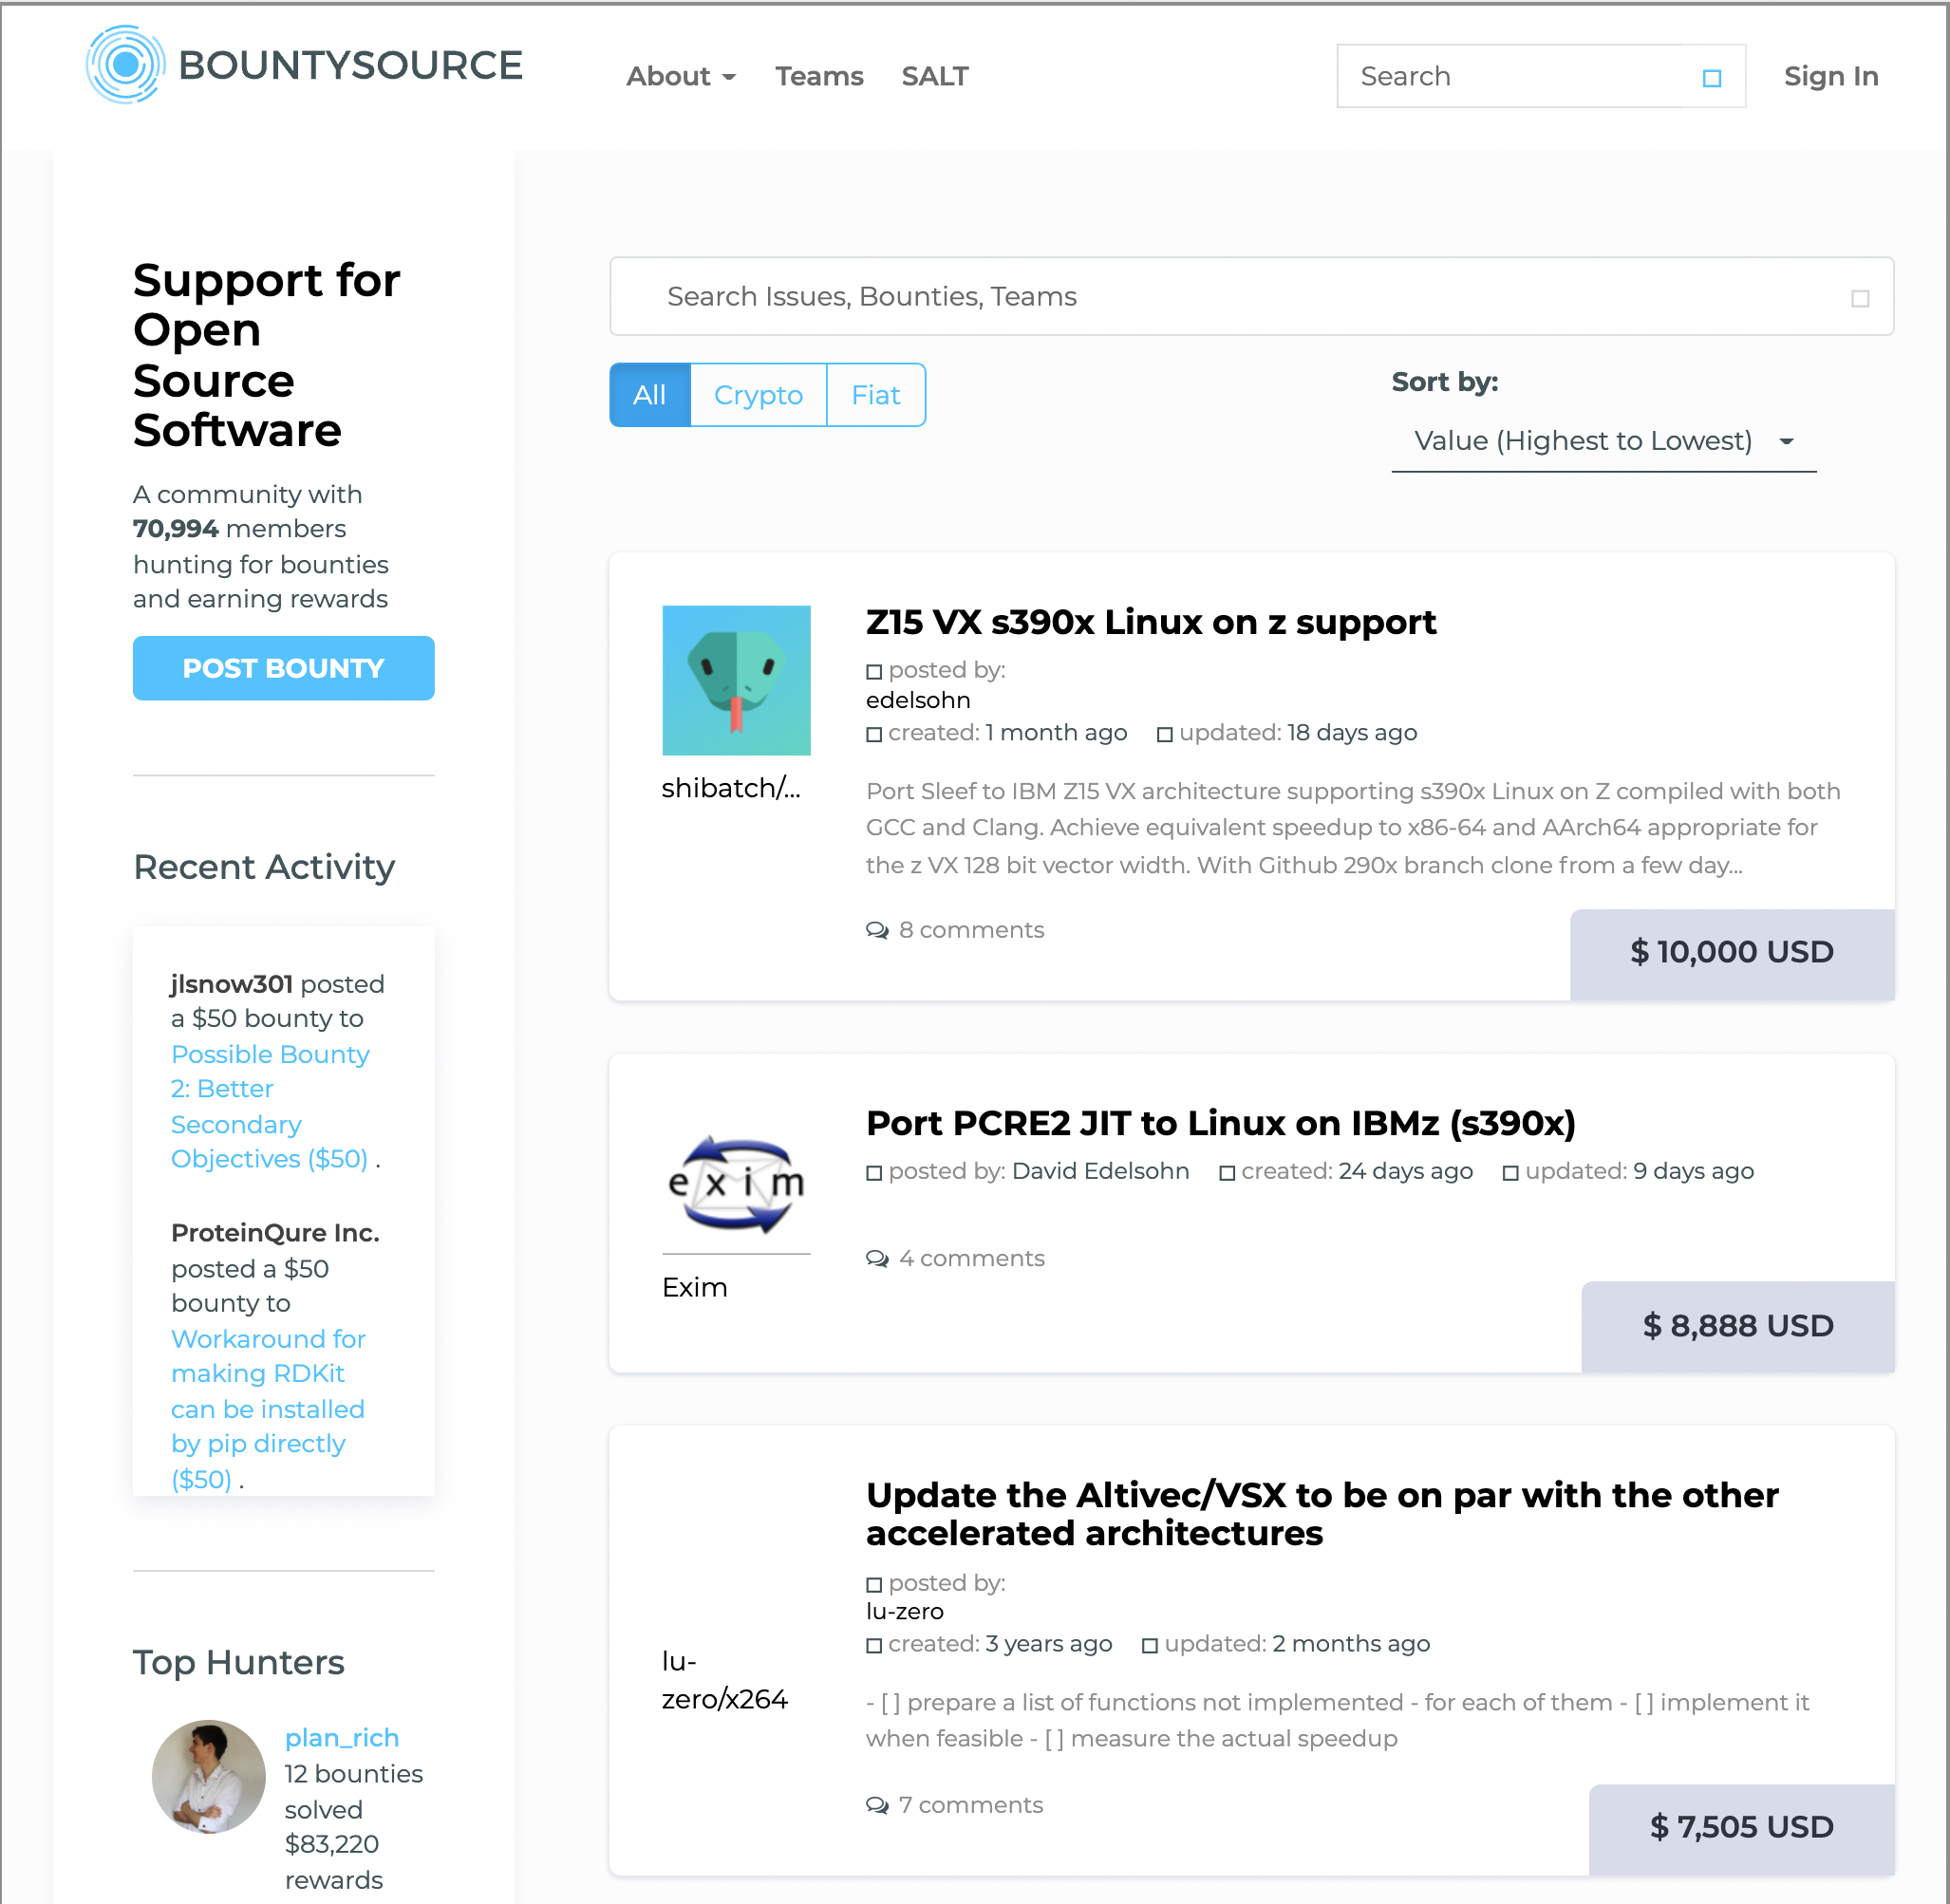 BOUNTYSOURCE
About
Teams
SALT
Search
Sign In
Support for
Open
Source
Software
A community with
70,994 members
hunting for bounties
and earning rewards
POST BOUNTY
Recent Activity
jlsnow301 posted
a $50 bounty to
Possible Bounty
2: Better
Secondary
Objectives ($50) .
ProteinQure Inc.
posted a $50
bounty to
Workaround for
making RDKit
can be installed
by pip directly
($50) .
Top Hunters
plan_rich
12 bounties
solved
$83,220
rewards
Search Issues, Bounties, Teams
All
Crypto
Fiat
Sort by:
Value (Highest to Lowest)
shibatch/...
Z15 VX s390x Linux on z support
posted by:
edelsohn
created: 1 month ago updated: 18 days ago
Port Sleef to IBM Z15 VX architecture supporting s390x Linux on Z compiled with both
GCC and Clang. Achieve equivalent speedup to x86-64 and AArch64 appropriate for
the z VX 128 bit vector width. With Github 290x branch clone from a few day...
8 comments
$ 10,000 USD
exim
Exim
Port PCRE2 JIT to Linux on IBMz (s390x)
posted by: David Edelsohn created: 24 days ago updated: 9 days ago
4 comments
$ 8,888 USD
lu-
zero/x264
Update the Altivec/VSX to be on par with the other
accelerated architectures
posted by:
lu-zero
created: 3 years ago updated: 2 months ago
- [ ] prepare a list of functions not implemented - for each of them - [ ] implement it
when feasible - [ ] measure the actual speedup
7 comments
$ 7,505 USD